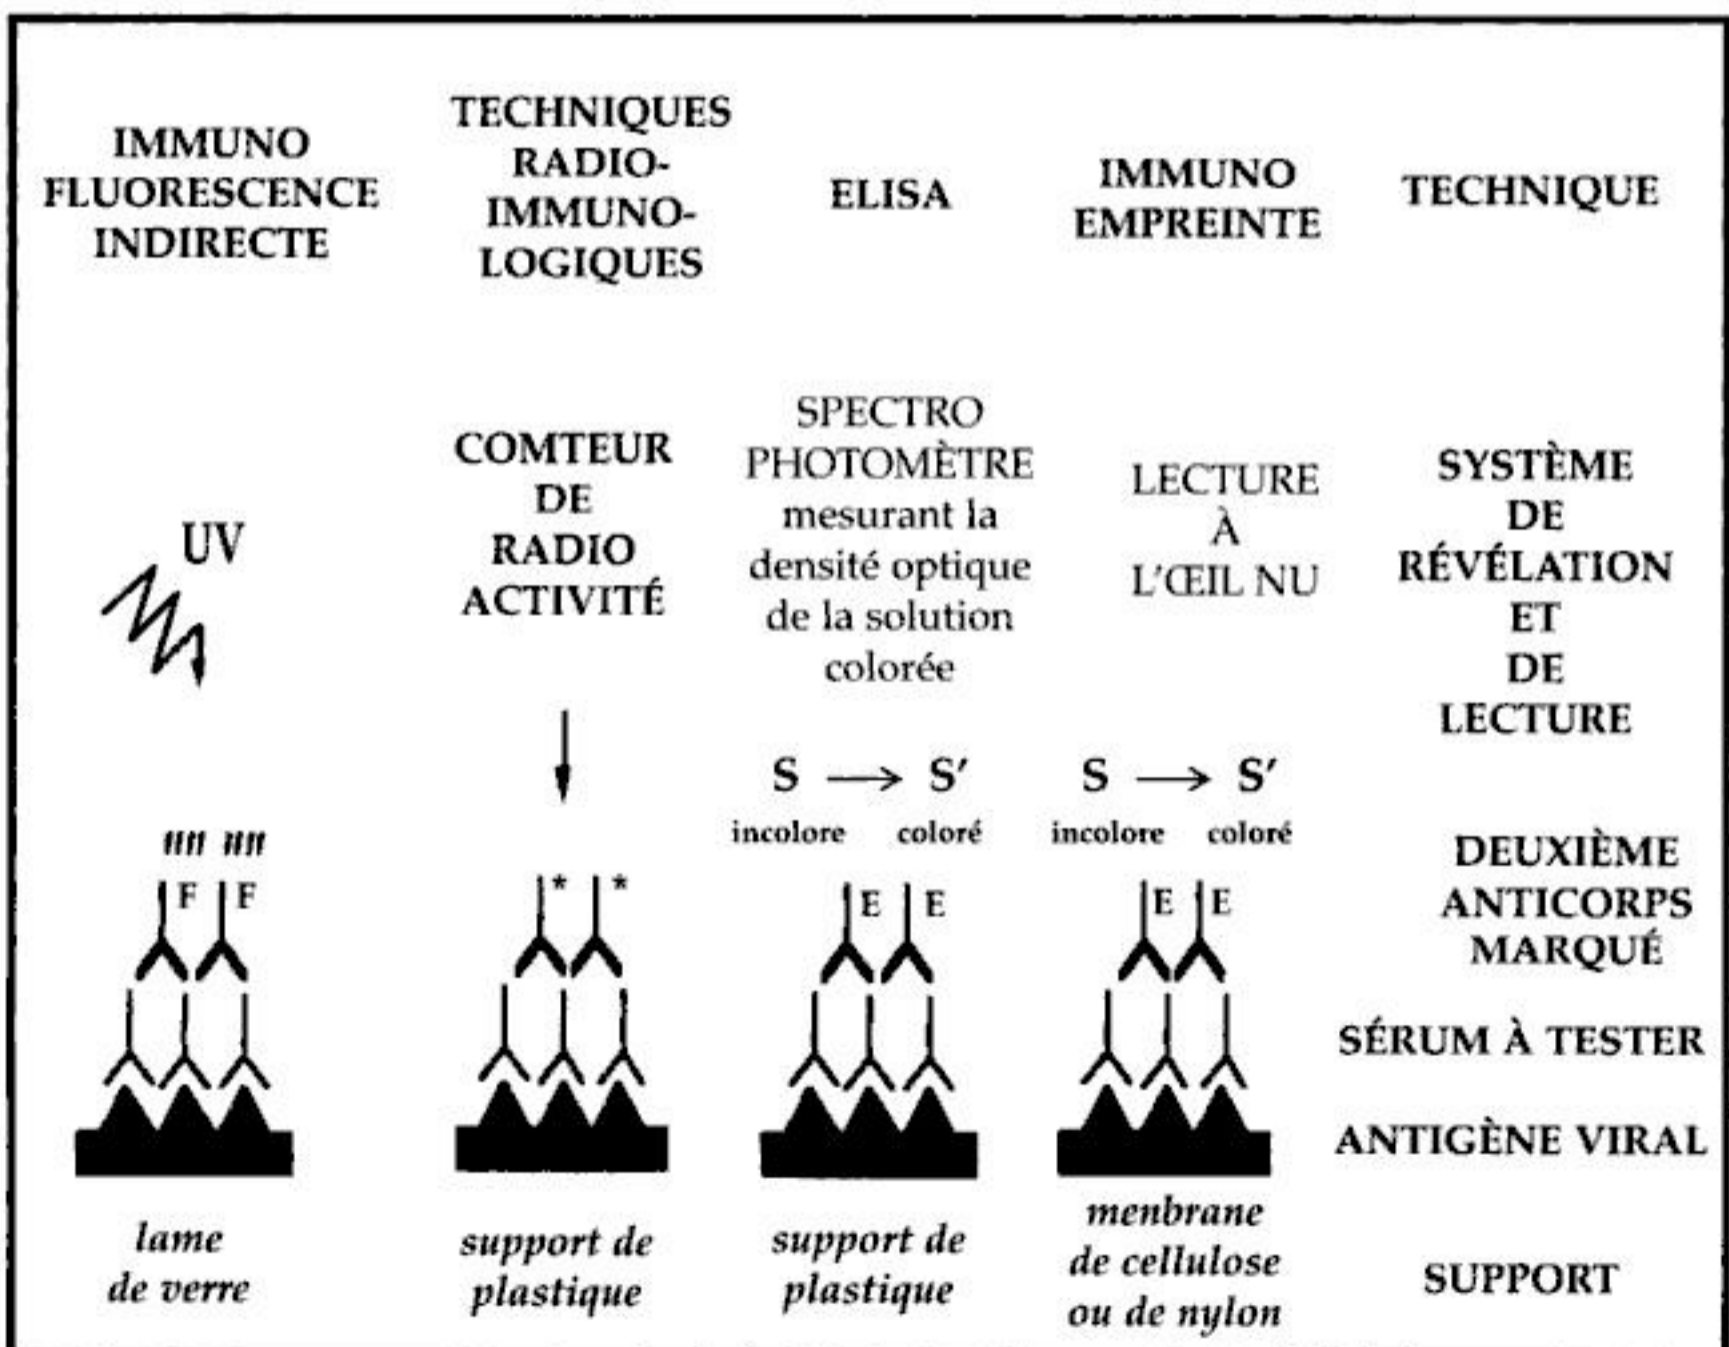 IMMUNO
FLUORESCENCE
INDIRECTE
TECHNIQUES
RADIO-
IMMUNO-
LOGIQUES
ELISA
IMMUNO
EMPREINTE
TECHNIQUE
UV
COMTEUR
DE
RADIO
ACTIVITÉ
SPECTRO
PHOTOMÈTRE
mesurant la
densité optique
de la solution
colorée
LECTURE
À
L'ŒIL NU
SYSTÈME
DE
RÉVÉLATION
ET
DE
LECTURE
S → S'
incolore coloré
S → S'
incolore coloré
F F
* *
E E
E E
DEUXIÈME
ANTICORPS
MARQUÉ
SÉRUM À TESTER
ANTIGÈNE VIRAL
lame
de verre
support de
plastique
support de
plastique
menbrane
de cellulose
ou de nylon
SUPPORT